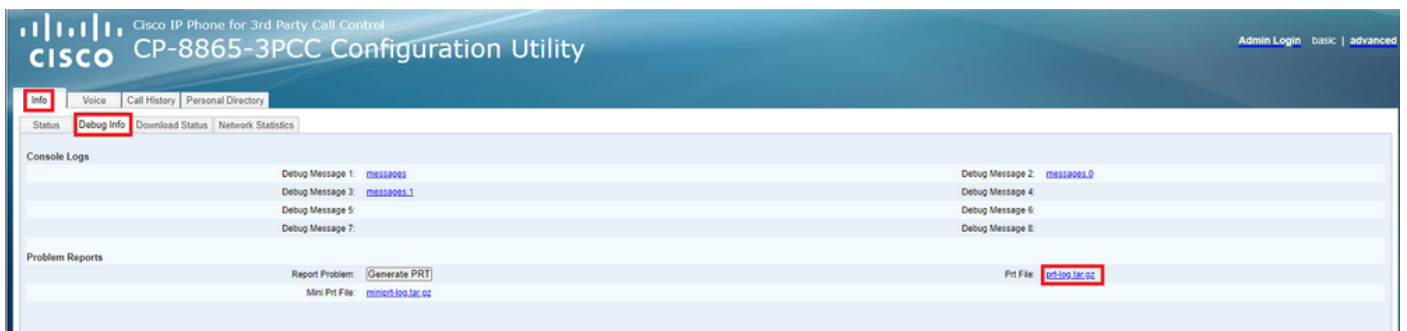 Cisco IP Phone for 3rd Party Call Control
CISCO CP-8865-3PCC Configuration Utility
Admin Login basic | advanced
Info Voice Call History Personal Directory
Status Debug Info Download Status Network Statistics
Console Logs
Debug Message 1: messages Debug Message 2: messages.0
Debug Message 3: messages.1 Debug Message 4:
Debug Message 5: Debug Message 6:
Debug Message 7: Debug Message 8:
Problem Reports
Report Problem: Generate PRT Prt File: prt-log.tar.gz
Mini Prt File: miniprt-log.tar.gz